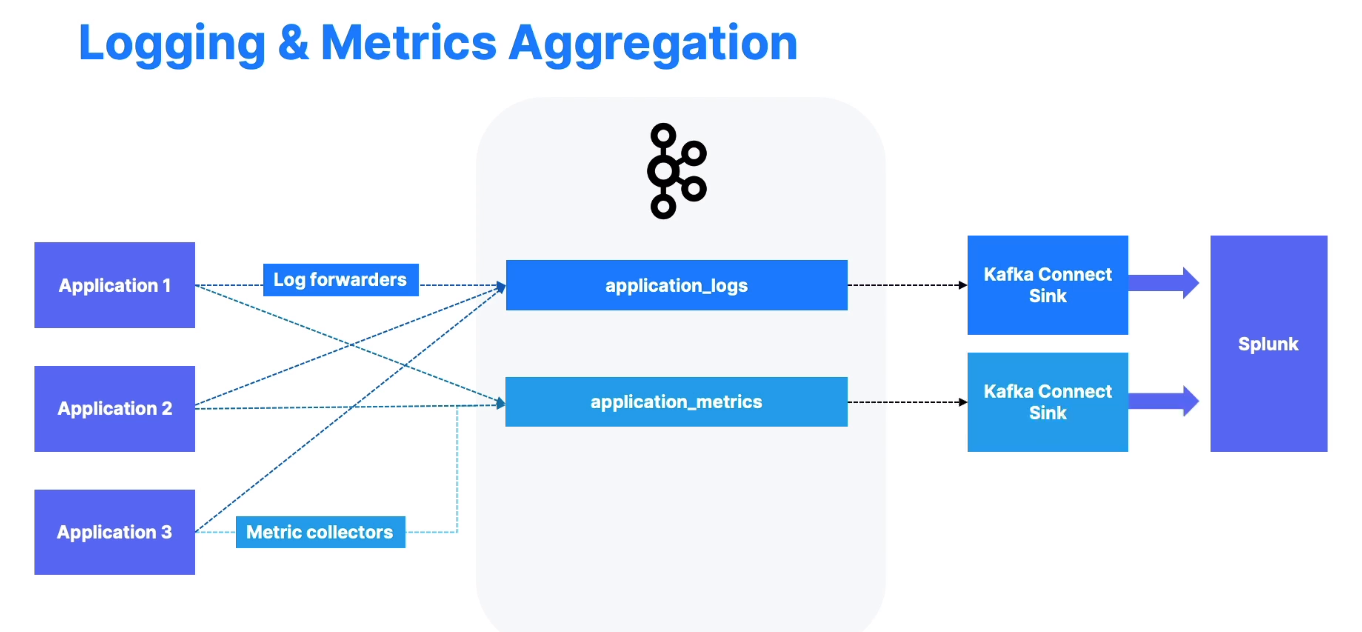 Logging & Metrics Aggregation
Application 1
Log forwarders
application_logs
Kafka Connect
Sink
Splunk
Application 2
application_metrics
Kafka Connect
Sink
Application 3
Metric collectors